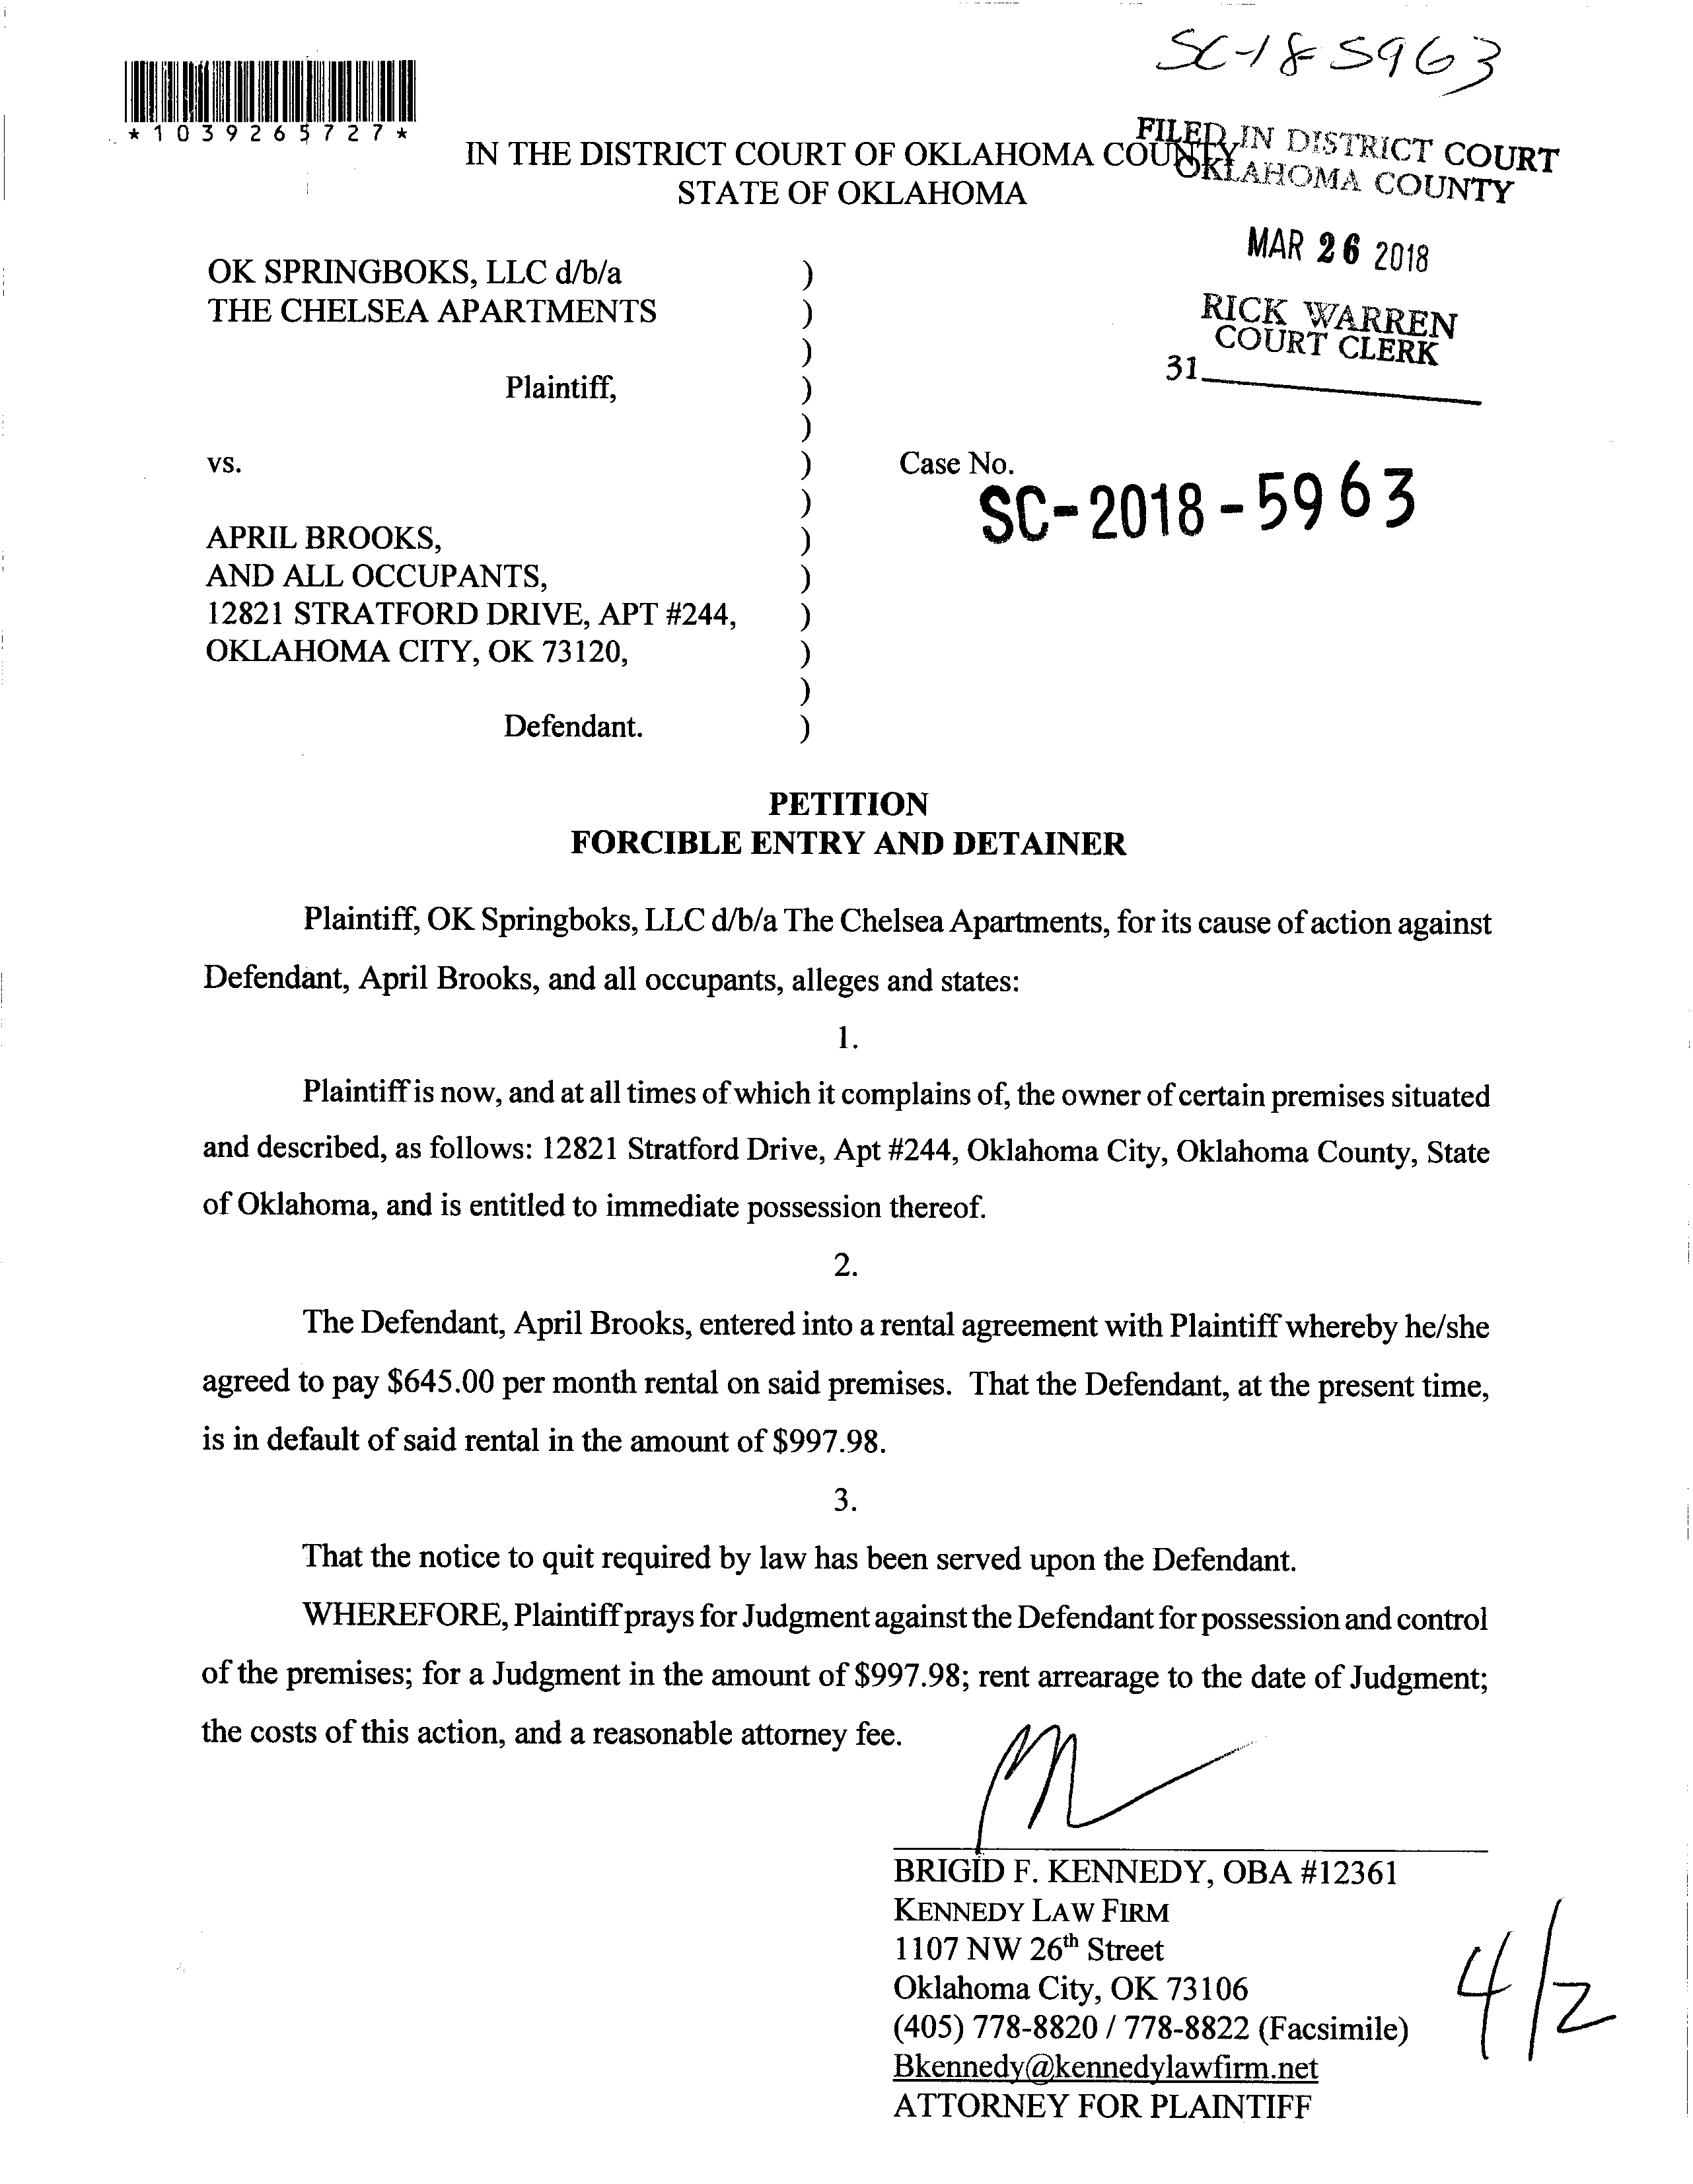 SC-18-5963
*1039265727*
IN THE DISTRICT COURT OF OKLAHOMA COUNTY
STATE OF OKLAHOMA
FILED IN DISTRICT COURT
OKLAHOMA COUNTY
MAR 26 2018
RICK WARREN
COURT CLERK
31
OK SPRINGBOKS, LLC d/b/a )
THE CHELSEA APARTMENTS )
)
Plaintiff, )
)
vs. ) Case No.
) SC-2018-5963
APRIL BROOKS, )
AND ALL OCCUPANTS, )
12821 STRATFORD DRIVE, APT #244, )
OKLAHOMA CITY, OK 73120, )
)
Defendant. )
PETITION
FORCIBLE ENTRY AND DETAINER
Plaintiff, OK Springboks, LLC d/b/a The Chelsea Apartments, for its cause of action against
Defendant, April Brooks, and all occupants, alleges and states:
1.
Plaintiff is now, and at all times of which it complains of, the owner of certain premises situated
and described, as follows: 12821 Stratford Drive, Apt #244, Oklahoma City, Oklahoma County, State
of Oklahoma, and is entitled to immediate possession thereof.
2.
The Defendant, April Brooks, entered into a rental agreement with Plaintiff whereby he/she
agreed to pay $645.00 per month rental on said premises. That the Defendant, at the present time,
is in default of said rental in the amount of $997.98.
3.
That the notice to quit required by law has been served upon the Defendant.
WHEREFORE, Plaintiff prays for Judgment against the Defendant for possession and control
of the premises; for a Judgment in the amount of $997.98; rent arrearage to the date of Judgment;
the costs of this action, and a reasonable attorney fee.
BRIGID F. KENNEDY, OBA #12361
KENNEDY LAW FIRM
1107 NW 26th Street
Oklahoma City, OK 73106
(405) 778-8820 / 778-8822 (Facsimile)
Bkennedy@kennedylawfirm.net
ATTORNEY FOR PLAINTIFF
4/2